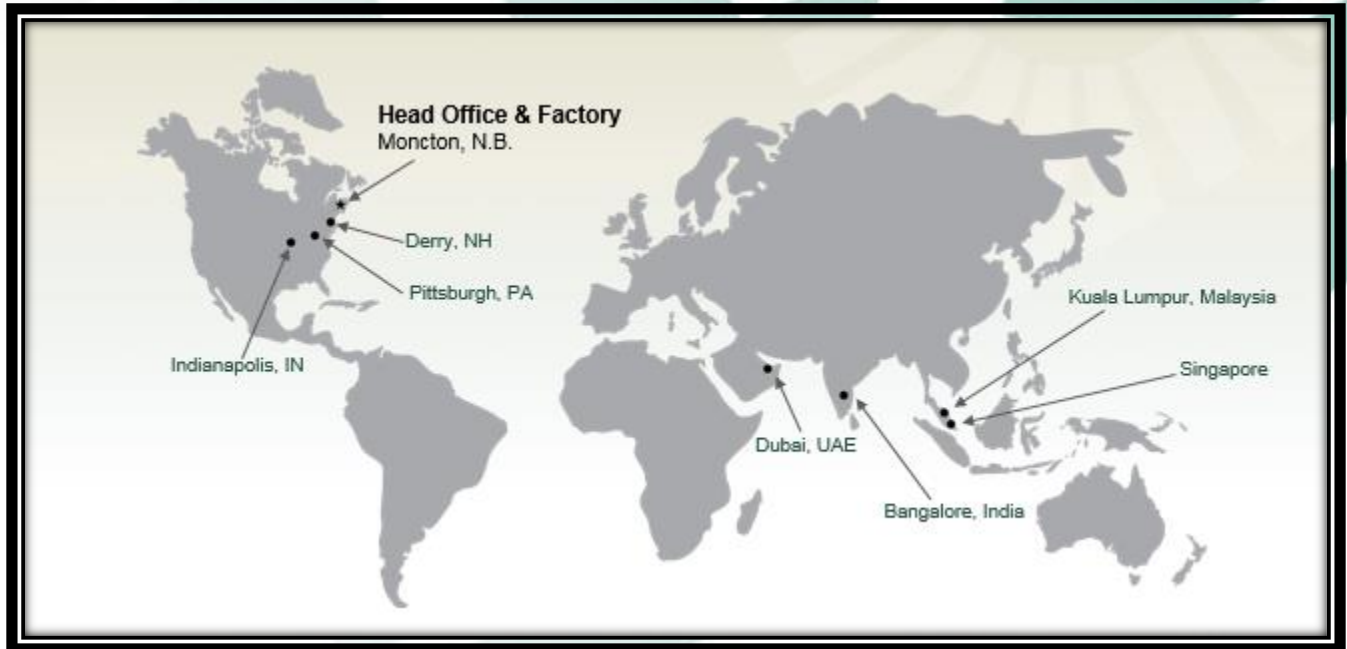 Head Office & Factory
Moncton, N.B.
Derry, NH
Pittsburgh, PA
Indianapolis, IN
Kuala Lumpur, Malaysia
Singapore
Dubai, UAE
Bangalore, India